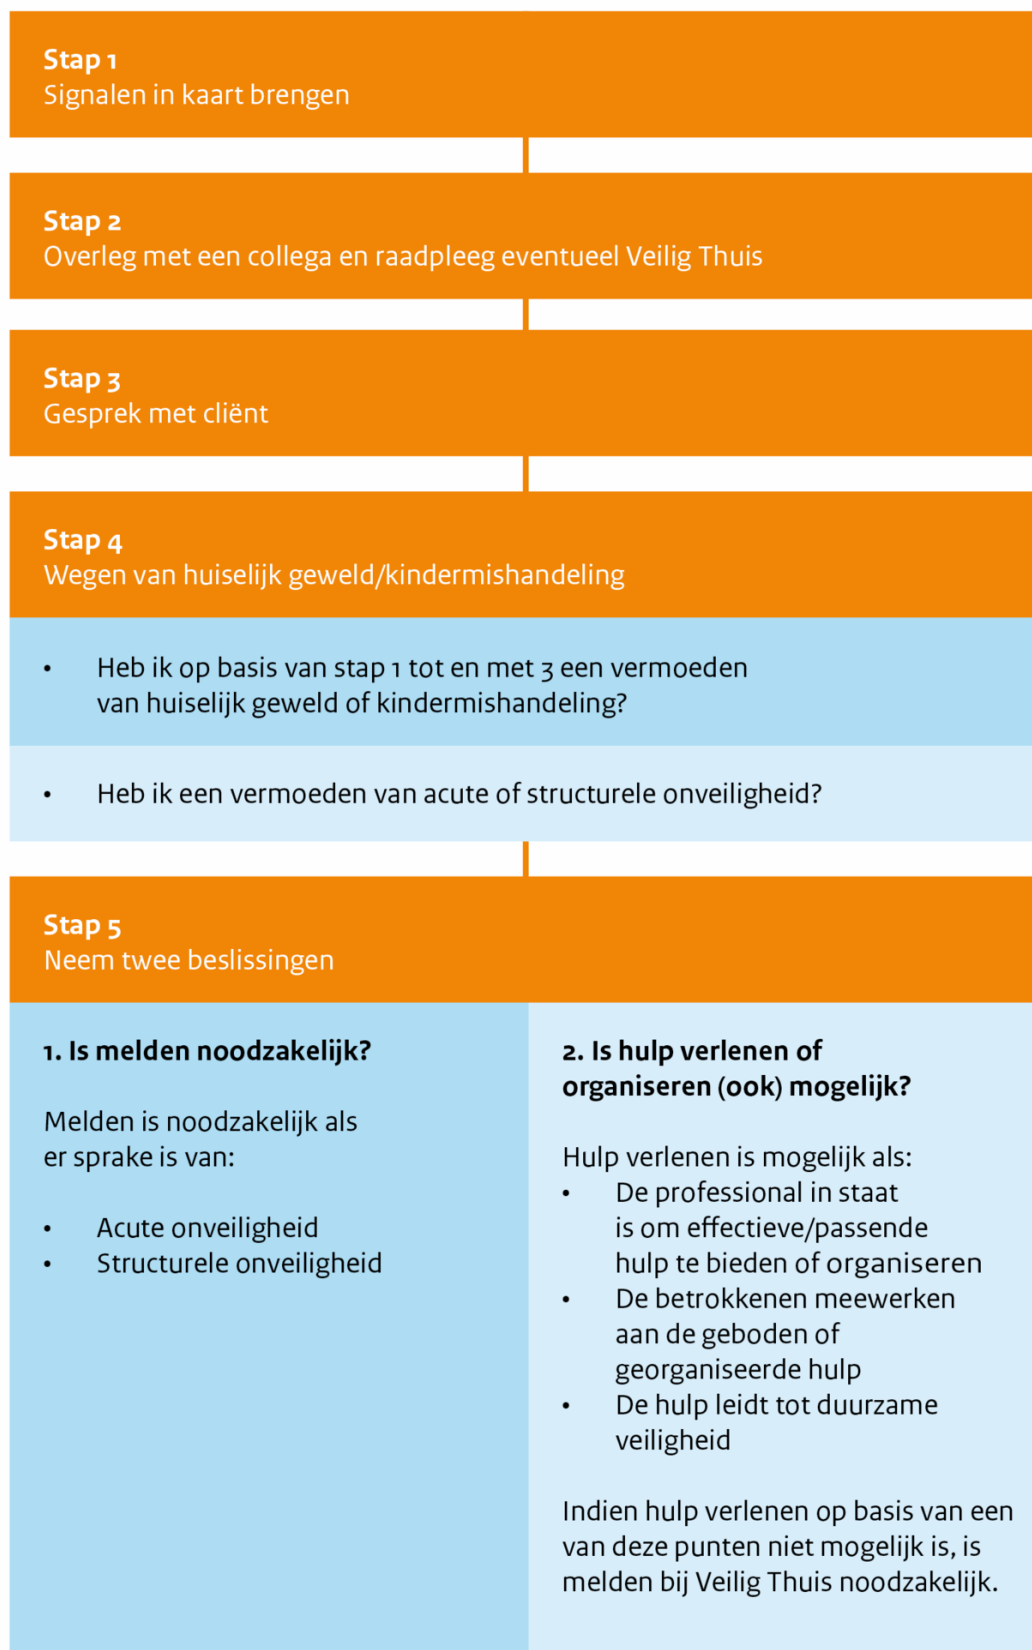 Stap 1
Signalen in kaart brengen
Stap 2
Overleg met een collega en raadpleeg eventueel Veilig Thuis
Stap 3
Gesprek met cliënt
Stap 4
Wegen van huiselijk geweld/kindermishandeling
• Heb ik op basis van stap 1 tot en met 3 een vermoeden
van huiselijk geweld of kindermishandeling?
• Heb ik een vermoeden van acute of structurele onveiligheid?
Stap 5
Neem twee beslissingen
1. Is melden noodzakelijk?
Melden is noodzakelijk als
er sprake is van:
• Acute onveiligheid
• Structurele onveiligheid
2. Is hulp verlenen of
organiseren (ook) mogelijk?
Hulp verlenen is mogelijk als:
• De professional in staat
is om effectieve/passende
hulp te bieden of organiseren
• De betrokkenen meewerken
aan de geboden of
georganiseerde hulp
• De hulp leidt tot duurzame
veiligheid
Indien hulp verlenen op basis van een
van deze punten niet mogelijk is, is
melden bij Veilig Thuis noodzakelijk.